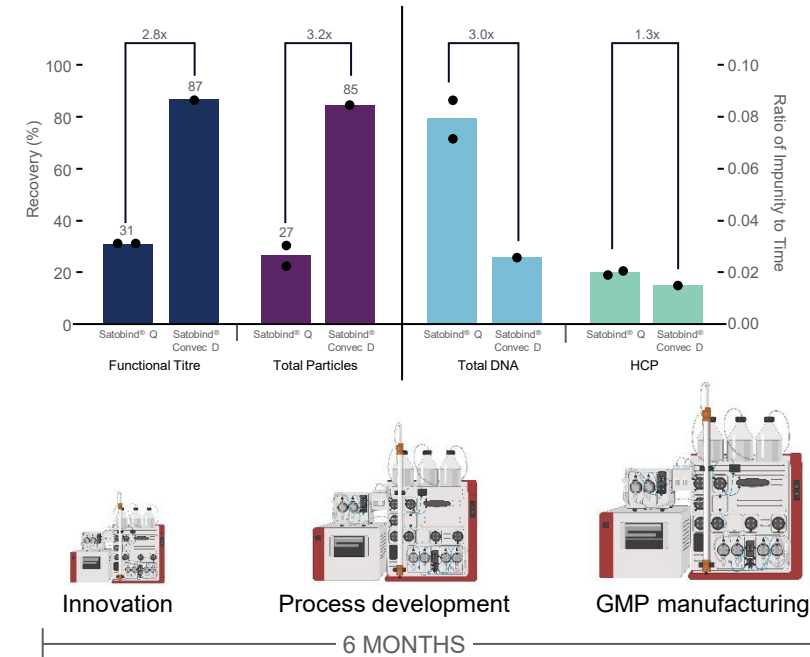 2.8x
3.2x
3.0x
1.3x
100
80
60
40
20
0
Recovery (%)
31
87
27
85
0.10
0.08
0.06
0.04
0.02
0.00
Ratio of Impunity to Time
Satobind® Q
Satobind® Convec D
Satobind® Q
Satobind® Convec D
Satobind® Q
Satobind® Convec D
Satobind® Q
Satobind® Convec D
Functional Titre
Total Particles
Total DNA
HCP
Innovation
Process development
GMP manufacturing
6 MONTHS